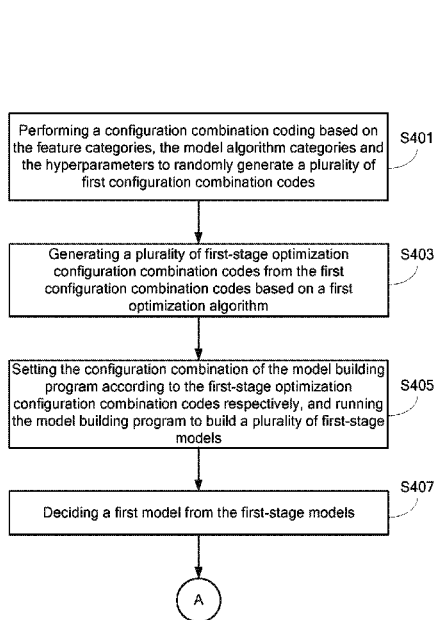 Performing a configuration combination coding based on
the feature categories, the model algorithm categories and
the hyperparameters to randomly generate a plurality of
first configuration combination codes
S401
Generating a plurality of first-stage optimization
configuration combination codes from the first
configuration combination codes based on a first
optimization algorithm
S403
Setting the configuration combination of the model building
program according to the first-stage optimization
configuration combination codes respectively, and running
the model building program to build a plurality of first-stage
models
S405
Deciding a first model from the first-stage models
S407
A